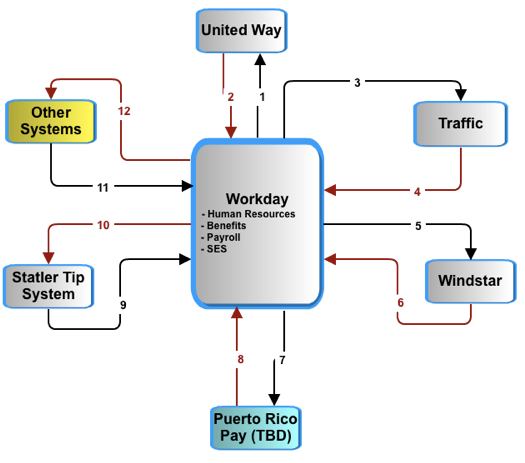 United Way
2
1
3
12
Other
Systems
Traffic
11
4
Workday
- Human Resources
- Benefits
- Payroll
- SES
10
5
Statler Tip
System
Windstar
9
6
8
7
Puerto Rico
Pay (TBD)